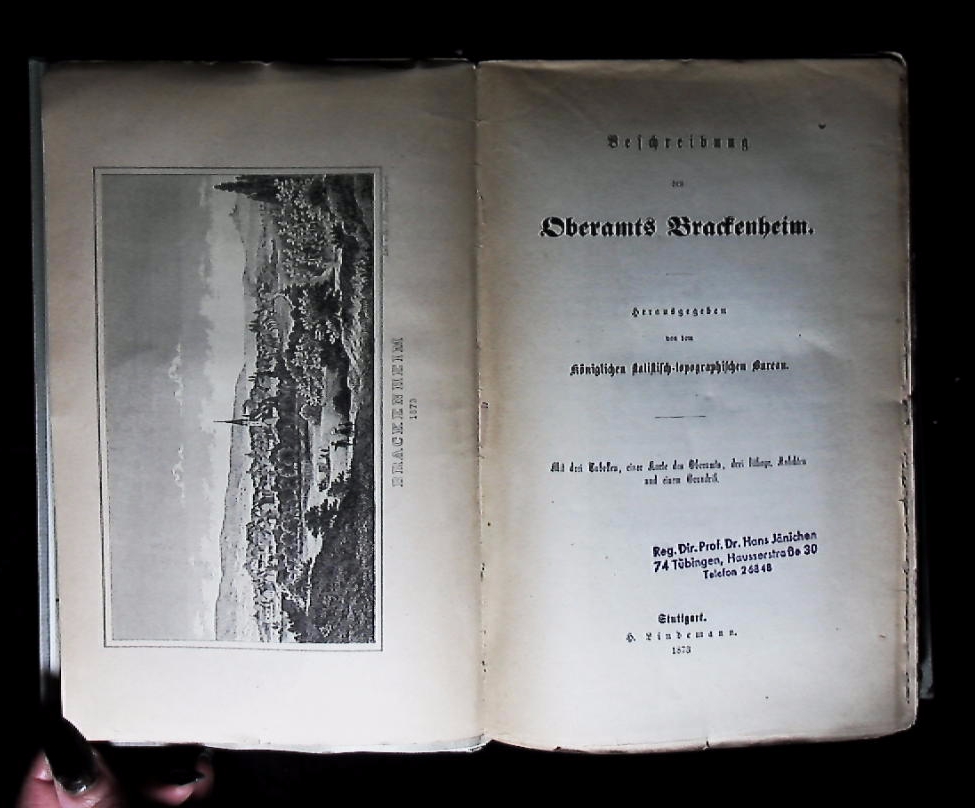 BRACKENHEIM
1873
Beschreibung
des
Oberamts Brackenheim.
Herausgegeben
von dem
Königlichen statistisch-topographischen Bureau.
Mit drei Tabellen, einer Karte des Oberamts, drei lithogr. Ansichten
und einem Grundriß.
Reg. Dir. Prof. Dr. Hans Jänichen
74 Tübingen, Hausserstraße 30
Telefon 26848
Stuttgart.
H. Lindemann.
1873